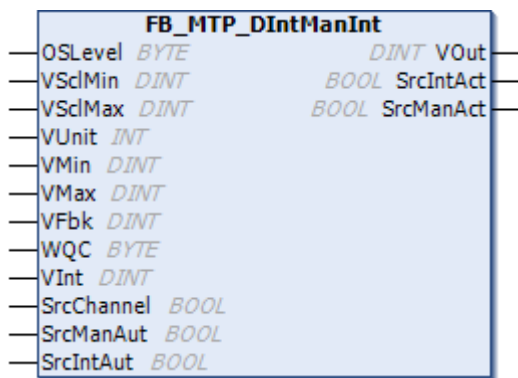 FB_MTP_DIntManInt
OSLevel BYTE DINT VOut
VSclMin DINT BOOL SrcIntAct
VSclMax DINT BOOL SrcManAct
VUnit INT
VMin DINT
VMax DINT
VFbk DINT
WQC BYTE
VInt DINT
SrcChannel BOOL
SrcManAut BOOL
SrcIntAut BOOL